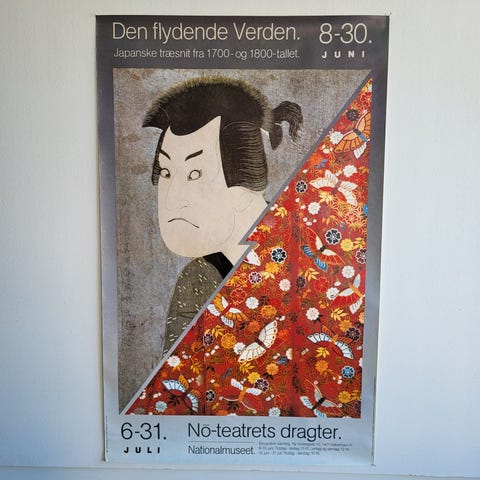 Den flydende Verden.
8-30.
Japanske træsnit fra 1700- og 1800-tallet.
JUNI
6-31.
JULI
Nō-teatrets dragter.
Nationalmuseet.